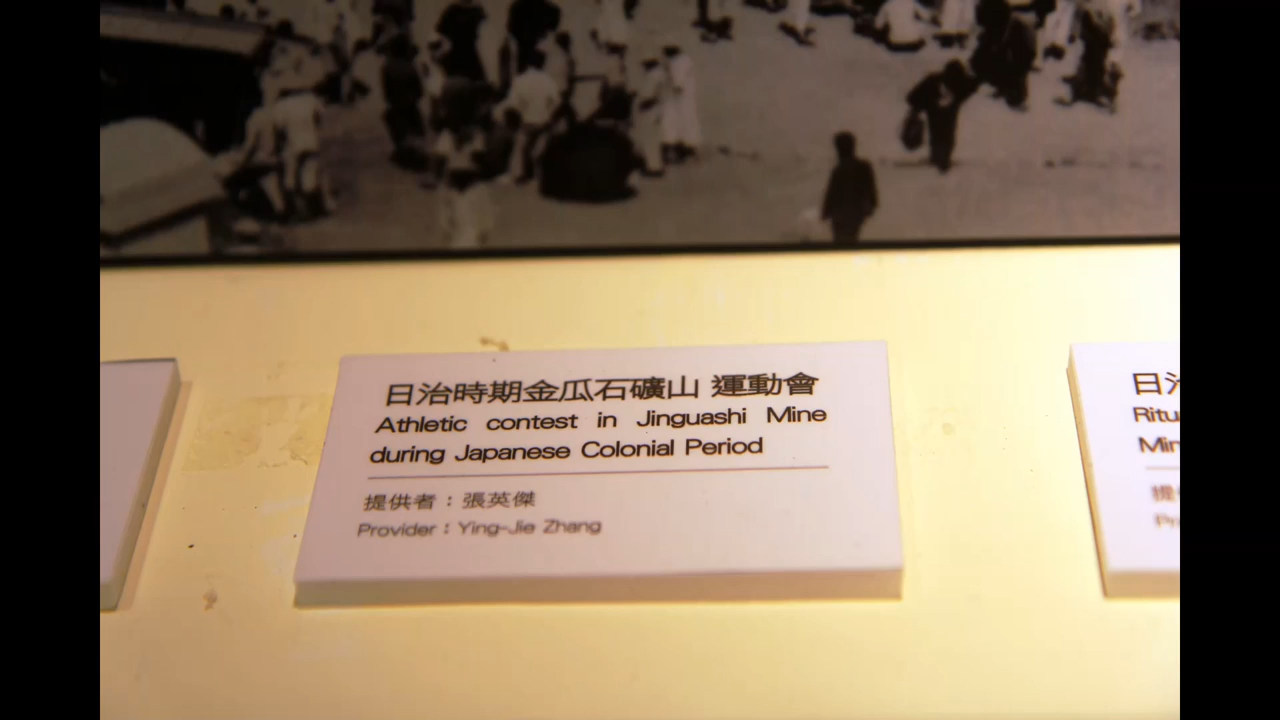 日治時期金瓜石礦山 運動會
Athletic contest in Jinguashi Mine
during Japanese Colonial Period
提供者：張英傑
Provider：Ying-Jie Zhang
日